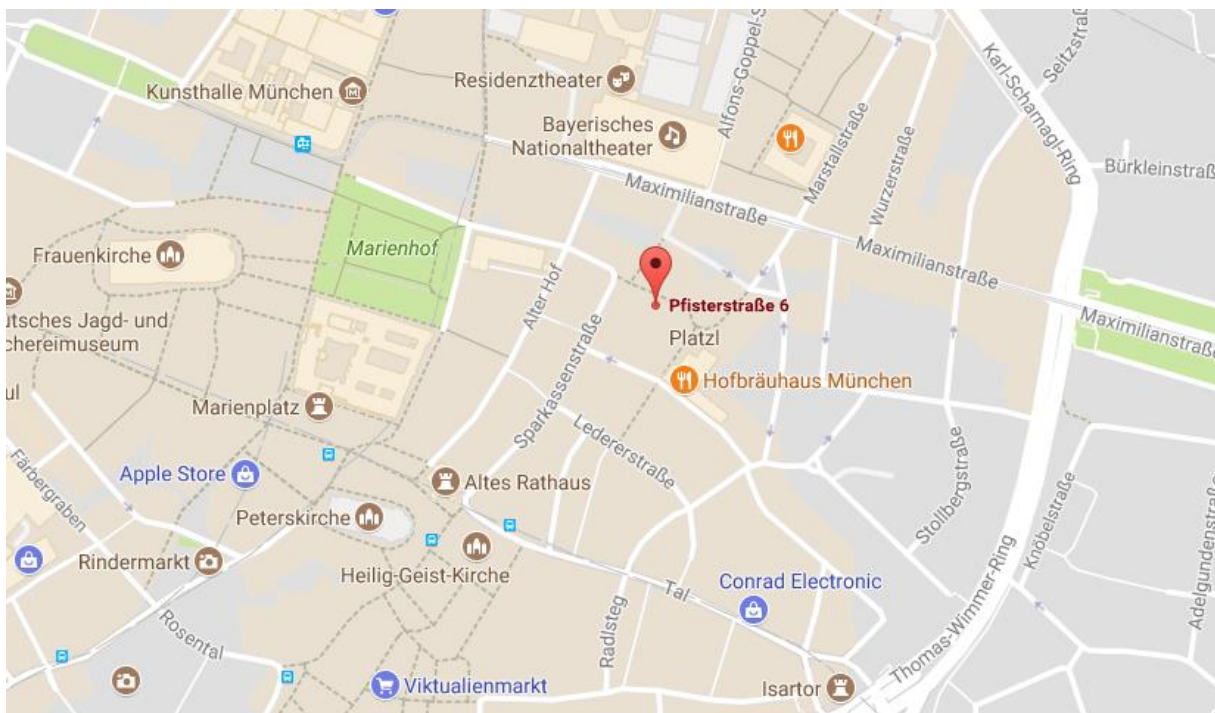 Residenztheater
Alfons-Goppel-S
Karl-Scharnagl-Ring
Seitzstraße
Kunsthalle München
Bayerisches
Nationaltheater
Marstallstraße
Wurzerstraße
Bürkleinstraß
Maximilianstraße
Maximilianstraße
Maximilianstraße
Frauenkirche
Marienhof
Alter Hof
Pfisterstraße 6
Platzl
utsches Jagd- und
chereimuseum
Sparkassenstraße
Hofbräuhaus München
ul
Marienplatz
Ledererstraße
Stollbergstraße
Färbergraben
Apple Store
Altes Rathaus
Peterskirche
Knöbelstraße
Adelgundenstraße
Rindermarkt
Heilig-Geist-Kirche
Tal
Conrad Electronic
Rosental
Radlsteg
Thomas-Wimmer-Ring
Viktualienmarkt
Isartor